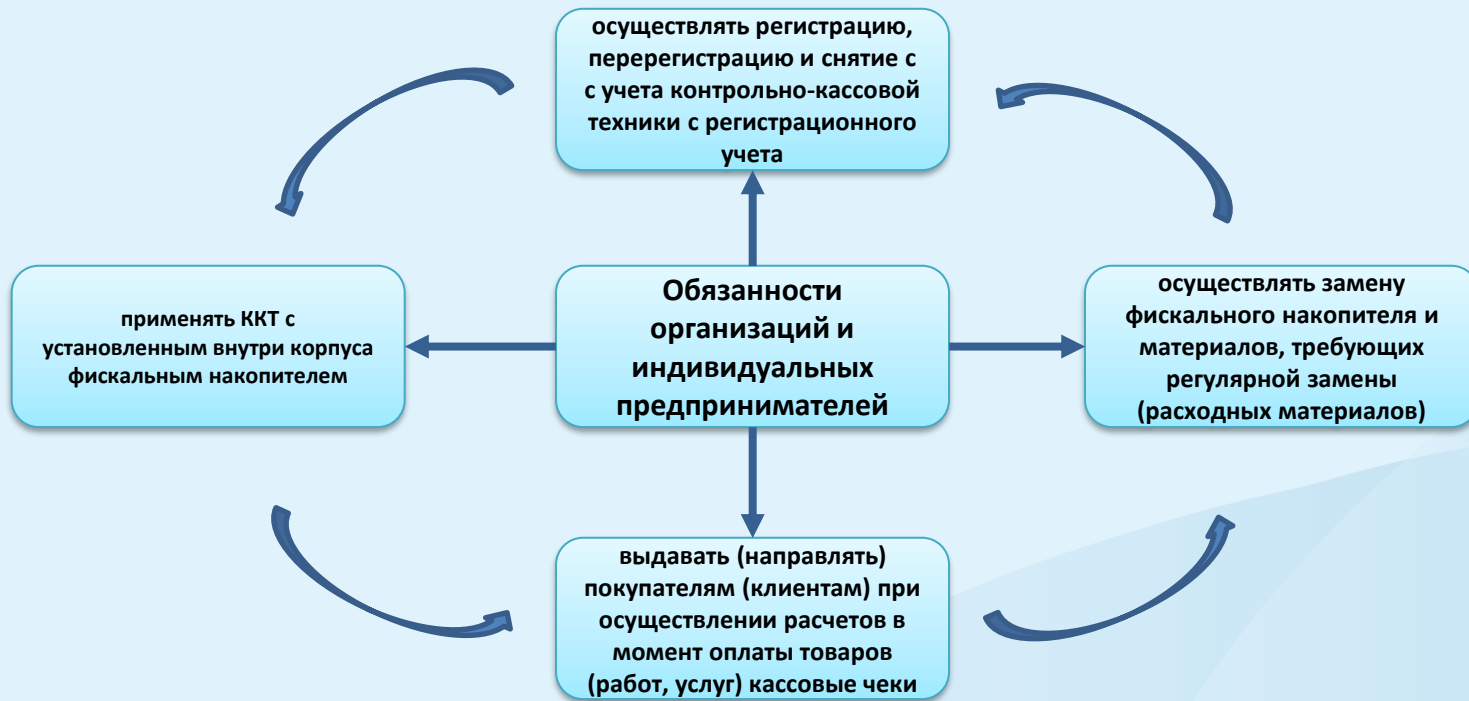 осуществлять регистрацию,
перерегистрацию и снятие с
с учета контрольно-кассовой
техники с регистрационного
учета
применять ККТ с
установленным внутри корпуса
фискальным накопителем
Обязанности
организаций и
индивидуальных
предпринимателей
осуществлять замену
фискального накопителя и
материалов, требующих
регулярной замены
(расходных материалов)
выдавать (направлять)
покупателям (клиентам) при
осуществлении расчетов в
момент оплаты товаров
(работ, услуг) кассовые чеки